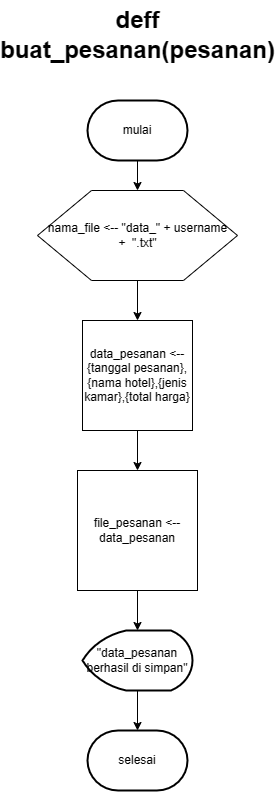 deff
buat_pesanan(pesanan)
mulai
nama_file <-- "data_" + username
+ ".txt"
data_pesanan <--
{tanggal pesanan},
{nama hotel},{jenis
kamar},{total harga}
file_pesanan <--
data_pesanan
"data_pesanan
berhasil di simpan"
selesai